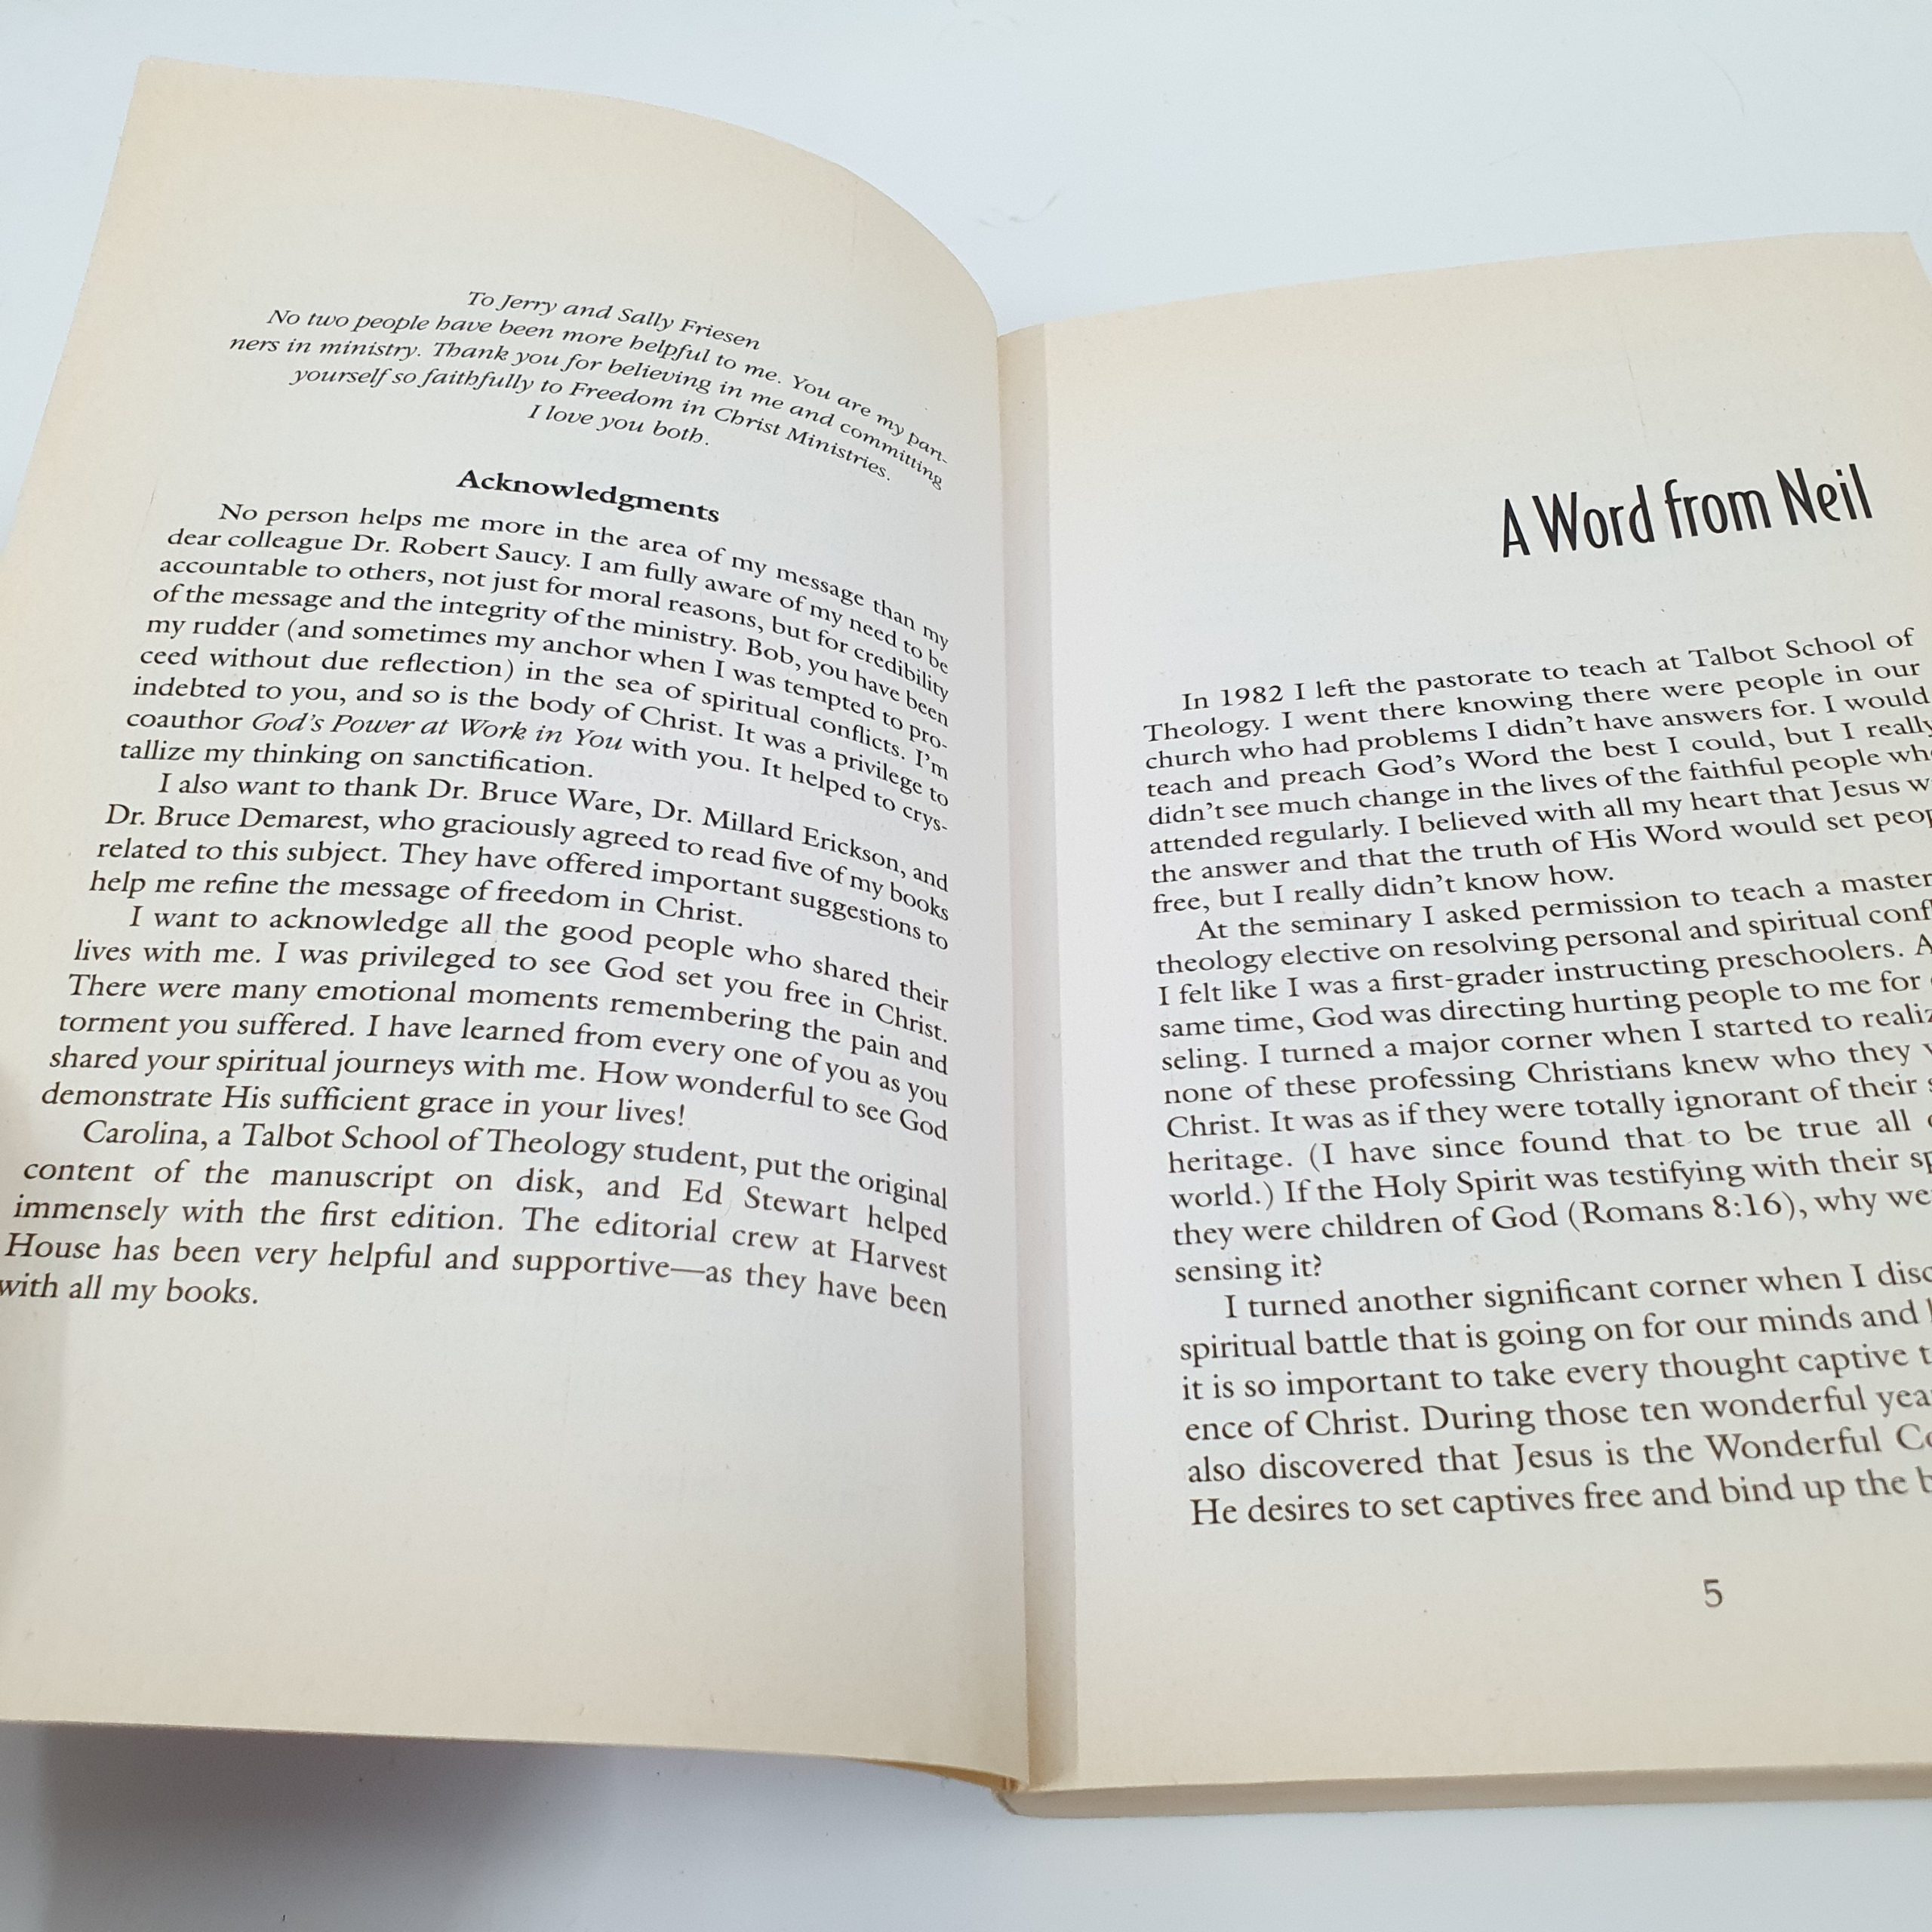 To Jerry and Sally Friesen
No two people have been more helpful to me. You are my part-
ners in ministry. Thank you for believing in me and committing
yourself so faithfully to Freedom in Christ Ministries.
I love you both.
Acknowledgments
No person helps me more in the area of my message than my
dear colleague Dr. Robert Saucy. I am fully aware of my need to be
accountable to others, not just for moral reasons, but for credibility
of the message and the integrity of the ministry. Bob, you have been
my rudder (and sometimes my anchor when I was tempted to pro-
ceed without due reflection) in the sea of spiritual conflicts. I'm
indebted to you, and so is the body of Christ. It was a privilege to
coauthor God's Power at Work in You with you. It helped to crys-
tallize my thinking on sanctification.
I also want to thank Dr. Bruce Ware, Dr. Millard Erickson, and
Dr. Bruce Demarest, who graciously agreed to read five of my books
related to this subject. They have offered important suggestions to
help me refine the message of freedom in Christ.
I want to acknowledge all the good people who shared their
lives with me. I was privileged to see God set you free in Christ.
There were many emotional moments remembering the pain and
torment you suffered. I have learned from every one of you as you
shared your spiritual journeys with me. How wonderful to see God
demonstrate His sufficient grace in your lives!
Carolina, a Talbot School of Theology student, put the original
content of the manuscript on disk, and Ed Stewart helped
immensely with the first edition. The editorial crew at Harvest
House has been very helpful and supportive—as they have been
with all my books.
A Word from Neil
In 1982 I left the pastorate to teach at Talbot School of
Theology. I went there knowing there were people in our
church who had problems I didn't have answers for. I would
teach and preach God's Word the best I could, but I really
didn't see much change in the lives of the faithful people
attended regularly. I believed with all my heart that Jesus
the answer and that the truth of His Word would set
free, but I really didn't know how.
At the seminary I asked permission to teach a master
theology elective on resolving personal and spiritual
I felt like I was a first-grader instructing preschoolers.
same time, God was directing hurting people to me for
seling. I turned a major corner when I started to
none of these professing Christians knew who they
Christ. It was as if they were totally ignorant of their
heritage. (I have since found that to be true all
world.) If the Holy Spirit was testifying with their
they were children of God (Romans 8:16), why
sensing it?
I turned another significant corner when I
spiritual battle that is going on for our minds and
it is so important to take every thought captive
ence of Christ. During those ten wonderful
also discovered that Jesus is the Wonderful
He desires to set captives free and bind up the
5